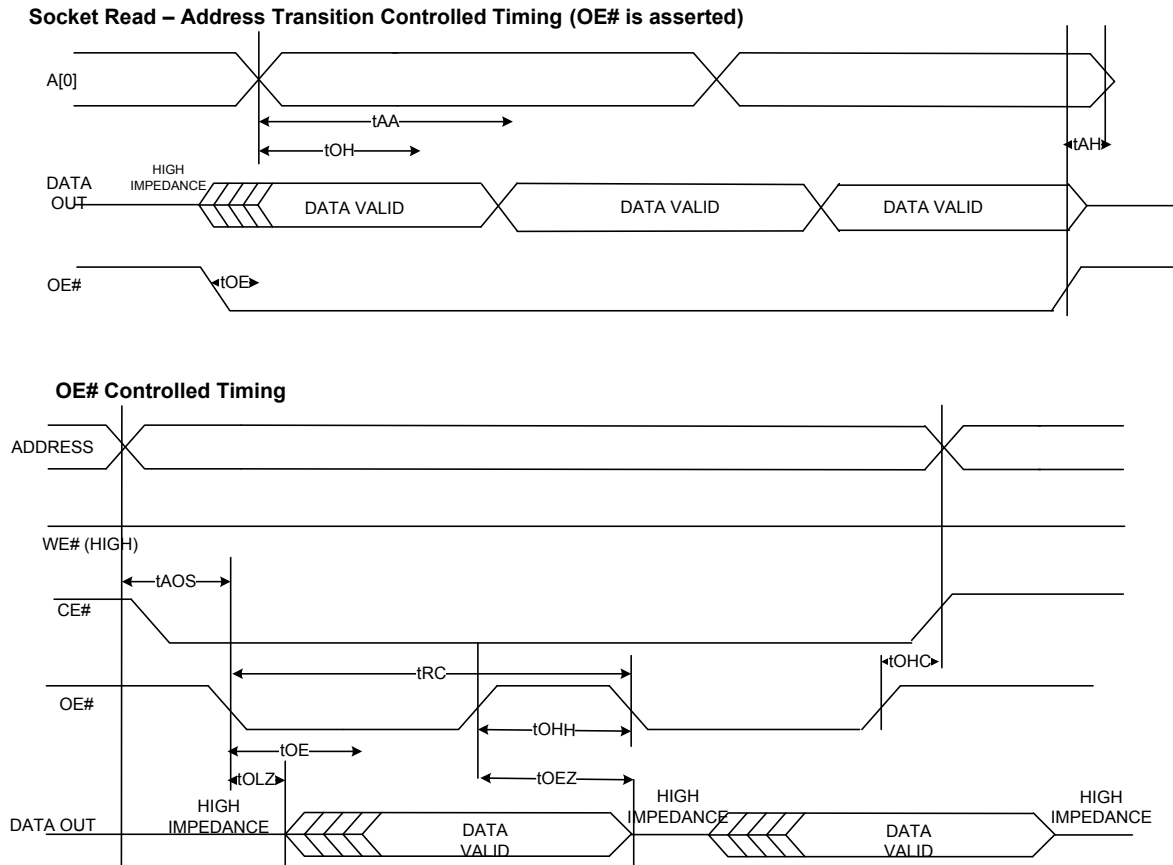 Socket Read – Address Transition Controlled Timing (OE# is asserted)
A[0]
tAA
tOH
tAH
HIGH
IMPEDANCE
DATA
OUT
DATA VALID
DATA VALID
DATA VALID
tOE
OE#
OE# Controlled Timing
ADDRESS
WE# (HIGH)
tAOS
CE#
tOHC
tRC
OE#
tOHH
tOE
tOLZ
tOEZ
HIGH
IMPEDANCE
HIGH
IMPEDANCE
HIGH
IMPEDANCE
DATA OUT
DATA
VALID
DATA
VALID